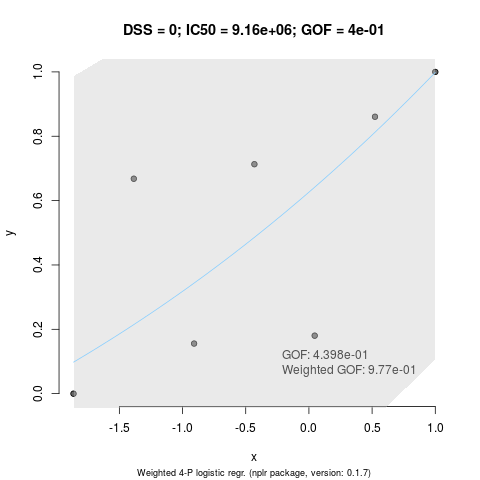 DSS = 0; IC50 = 9.16e+06; GOF = 4e-01
1.0
0.8
0.6
y
0.4
0.2
0.0
GOF: 4.398e-01
Weighted GOF: 9.77e-01
-1.5 -1.0 -0.5 0.0 0.5 1.0
x
Weighted 4-P logistic regr. (nplr package, version: 0.1.7)